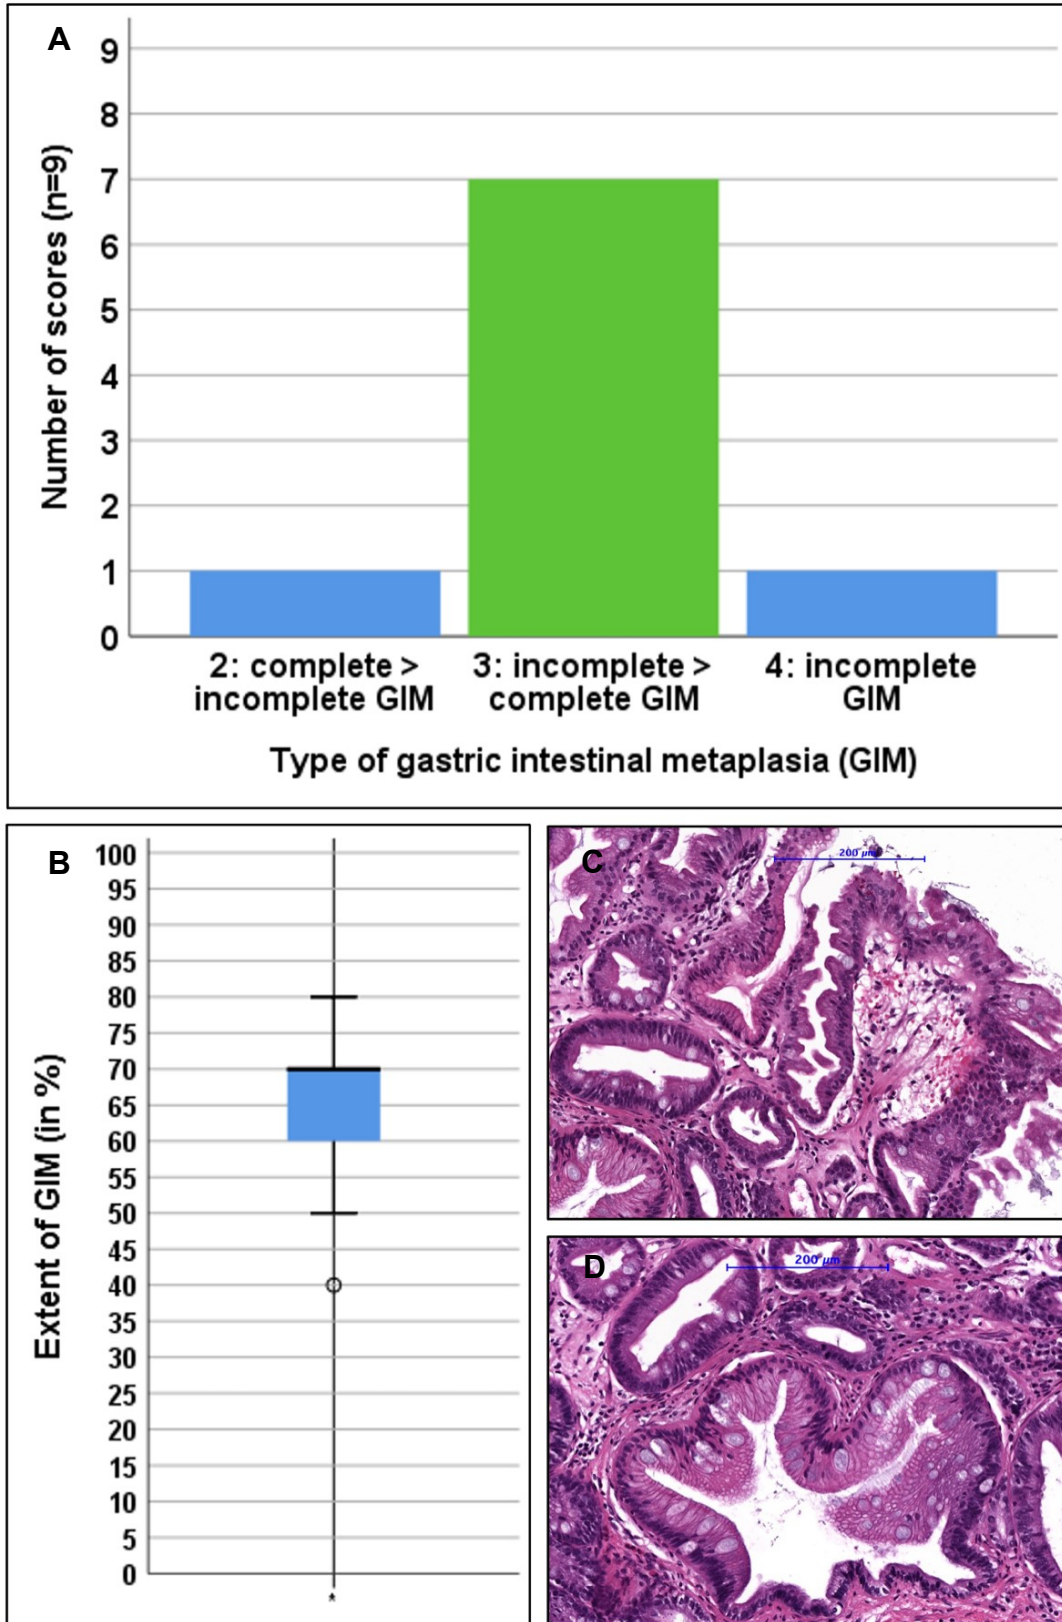 A
9
8
7
6
5
4
3
2
1
0
Number of scores (n=9)
2: complete >
incomplete GIM
3: incomplete >
complete GIM
4: incomplete
GIM
Type of gastric intestinal metaplasia (GIM)
B
100
95
90
85
80
75
70
65
60
55
50
45
40
35
30
25
20
15
10
5
0
Extent of GIM (in %)
*
C
200 µm
D
200 µm